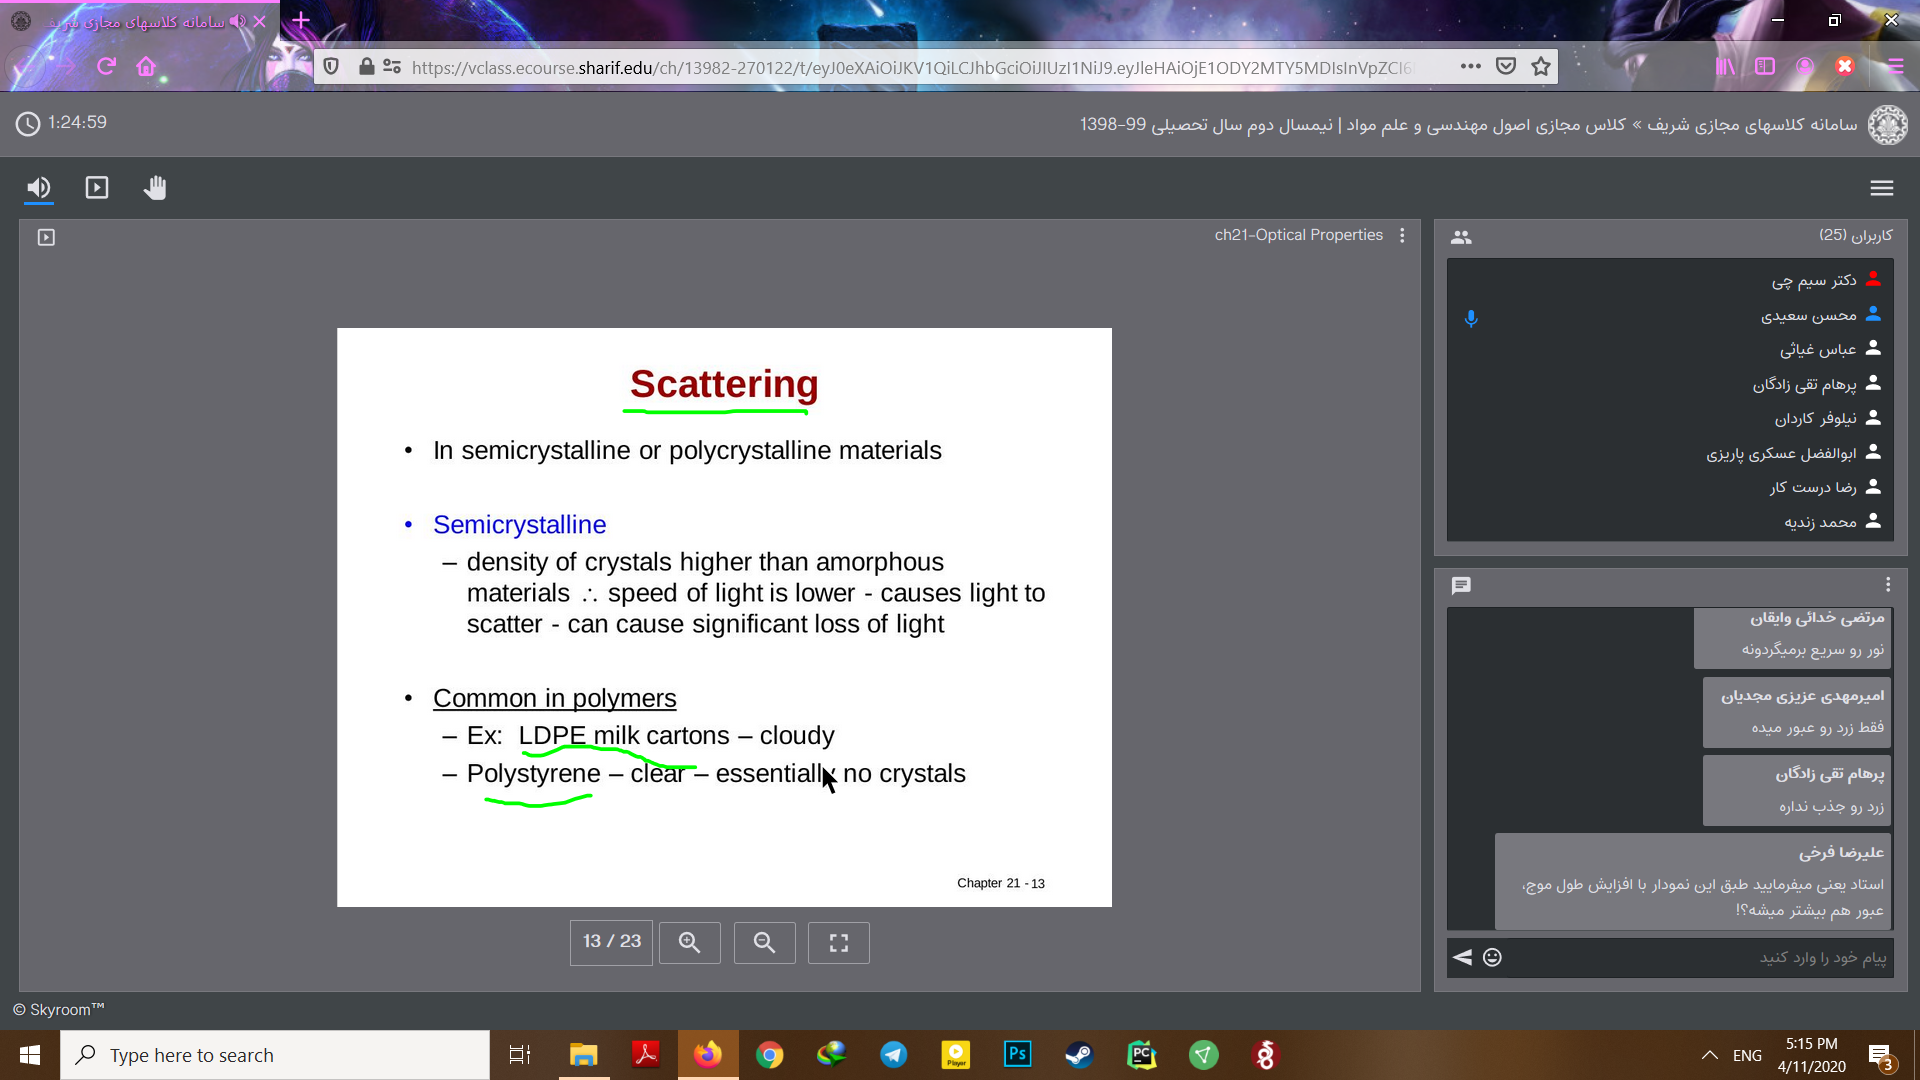 سامانه کلاسهای مجازی شریف
https://vclass.ecourse.sharif.edu/ch/13982-270122/t/eyJ0eXAiOiJKV1QiLCJhbGciOiJIUzI1NiJ9.eyJleHAiOjE1ODY2MTY5MDIsInVpZCI6
1:24:59
سامانه کلاسهای مجازی شریف » کلاس مجازی اصول مهندسی و علم مواد | نیمسال دوم سال تحصیلی 99-1398
ch21-Optical Properties
Scattering
• In semicrystalline or polycrystalline materials
• Semicrystalline
– density of crystals higher than amorphous
materials ∴ speed of light is lower - causes light to
scatter - can cause significant loss of light
• Common in polymers
– Ex: LDPE milk cartons – cloudy
– Polystyrene – clear – essentially no crystals
Chapter 21 - 13
13 / 23
کاربران (25)
دکتر سیم چی
محسن سعیدی
عباس غیاثی
پرهام تقی زادگان
نیلوفر کاردان
ابوالفضل عسکری پاریزی
رضا درست کار
محمد زندیه
مرتضی خدائی وایقان
نور رو سریع برمیگردونه
امیرمهدی عزیزی مجدیان
فقط زرد رو عبور میده
پرهام تقی زادگان
زرد رو جذب نداره
علیرضا فرخی
استاد یعنی میفرمایید طبق این نمودار با افزایش طول موج،
عبور هم بیشتر میشه؟!
پیام خود را وارد کنید
© Skyroom™
Type here to search
Player
Ps
PC
ENG
5:15 PM
4/11/2020
3